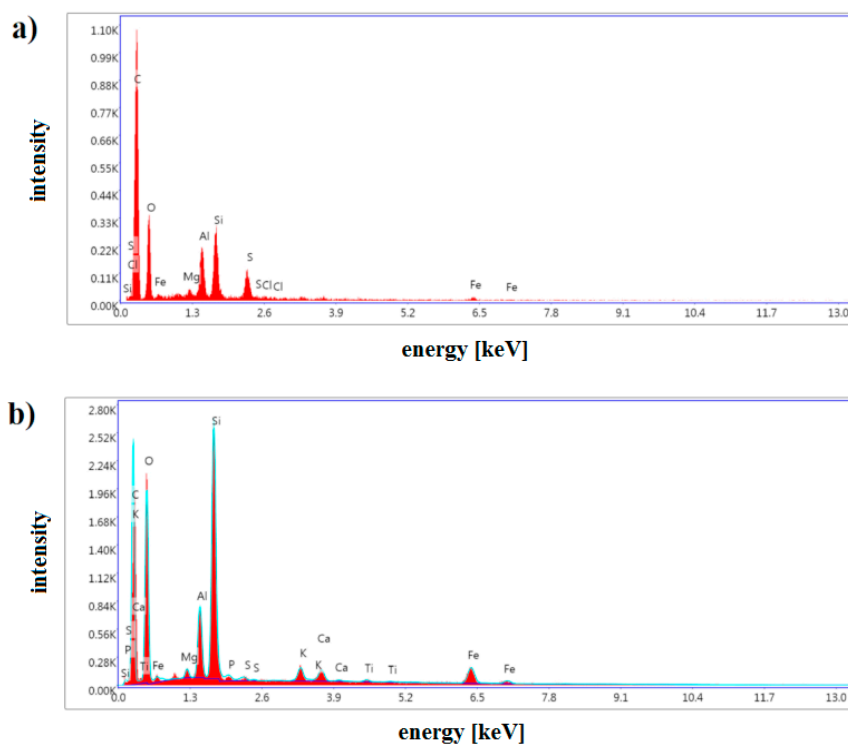 a)
1.10K
0.99K
0.88K
0.77K
0.66K
0.55K
0.44K
0.33K
0.22K
0.11K
0.00K
intensity
C
O
S
Cl
Si
Fe
Mg
Al
Si
S
SCl Cl
Fe
Fe
0.0 1.3 2.6 3.9 5.2 6.5 7.8 9.1 10.4 11.7 13.0
energy [keV]
b)
2.80K
2.52K
2.24K
1.96K
1.68K
1.40K
1.12K
0.84K
0.56K
0.28K
0.00K
intensity
Si
O
C
K
Ca
S
P
Si
Ti
Fe
Mg
Al
P
S S
K
K
Ca
Ca
Ti
Ti
Fe
Fe
0.0 1.3 2.6 3.9 5.2 6.5 7.8 9.1 10.4 11.7 13.0
energy [keV]